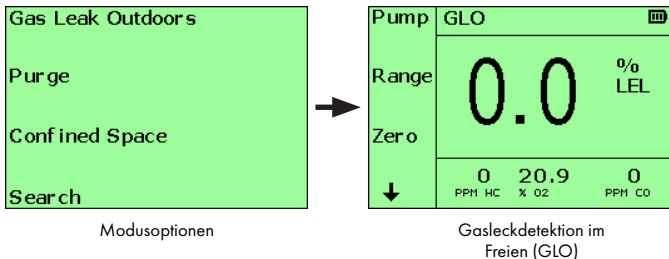 Gas Leak Outdoors
Purge
Confined Space
Search
Modusoptionen
Pump
GLO
Range
0.0
%
LEL
Zero
0 20.9 0
PPM HC % O2 PPM CO
Gasleckdetektion im
Freien (GLO)